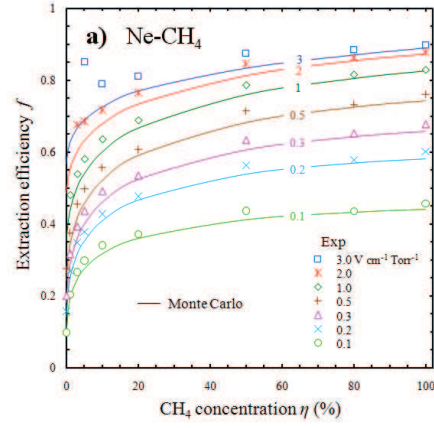 a) Ne-CH₄
Extraction efficiency f
1
0.8
0.6
0.4
0.2
0
3
2
1
0.5
0.3
0.2
0.1
Monte Carlo
Exp
3.0 V cm⁻¹ Torr⁻¹
2.0
1.0
0.5
0.3
0.2
0.1
0 20 40 60 80 100
CH₄ concentration η (%)